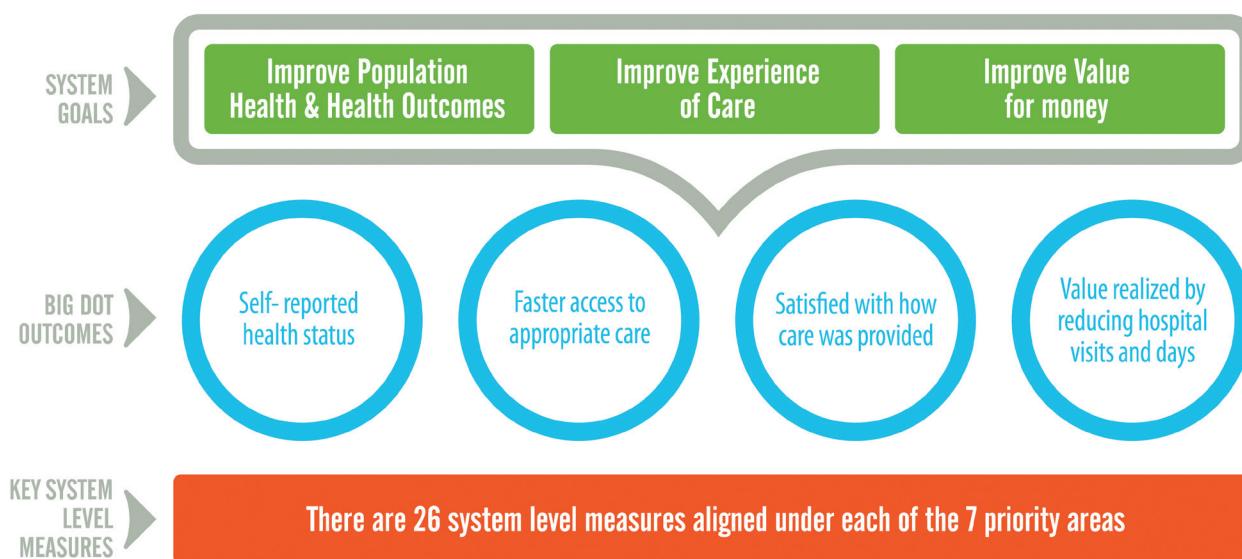 SYSTEM
GOALS
Improve Population
Health & Health Outcomes
Improve Experience
of Care
Improve Value
for money
BIG DOT
OUTCOMES
Self- reported
health status
Faster access to
appropriate care
Satisfied with how
care was provided
Value realized by
reducing hospital
visits and days
KEY SYSTEM
LEVEL
MEASURES
There are 26 system level measures aligned under each of the 7 priority areas